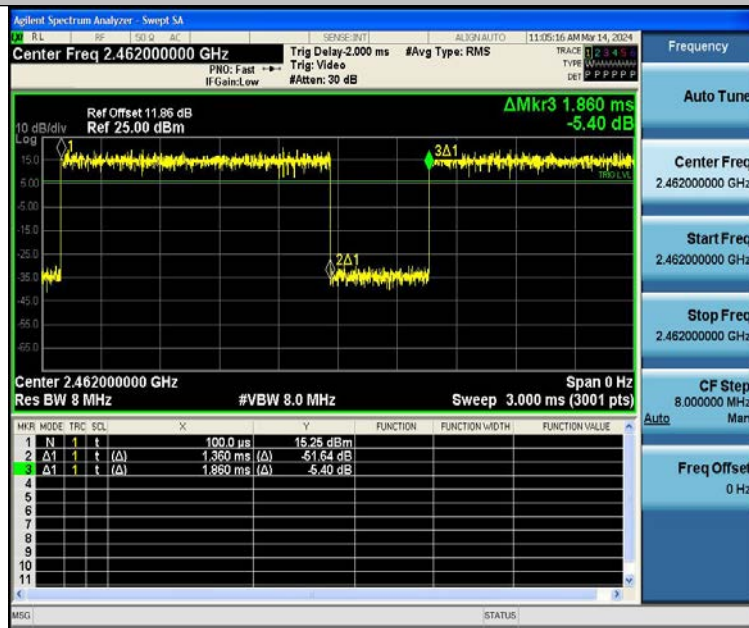 Agilent Spectrum Analyzer - Swept SA
RL RF 50 Ω AC SENSE:INT ALIGN AUTO 11:05:16 AM Mar 14, 2024
Center Freq 2.462000000 GHz
PNO: Fast
IFGain:Low
Trig Delay-2.000 ms
Trig: Video
#Atten: 30 dB
#Avg Type: RMS
TRACE 1 2 3 4 5 6
TYPE
DET P P P P P P
Ref Offset 11.86 dB
10 dB/div Ref 25.00 dBm
Log
ΔMkr3 1.860 ms
-5.40 dB
15.0
5.00
-5.00
-15.0
-25.0
-35.0
-45.0
-55.0
-65.0
1
2Δ1
3Δ1
TRIG LVL
Center 2.462000000 GHz Span 0 Hz
Res BW 8 MHz #VBW 8.0 MHz Sweep 3.000 ms (3001 pts)
MKR MODE TRC SCL X Y FUNCTION FUNCTION WIDTH FUNCTION VALUE
1 N 1 t 100.0 µs 15.25 dBm
2 Δ1 1 t (Δ) 1.360 ms (Δ) -51.64 dB
3 Δ1 1 t (Δ) 1.860 ms (Δ) -5.40 dB
4
5
6
7
8
9
10
11
MSG STATUS
Frequency
Auto Tune
Center Freq
2.462000000 GHz
Start Freq
2.462000000 GHz
Stop Freq
2.462000000 GHz
CF Step
8.000000 MHz
Auto Man
Freq Offset
0 Hz